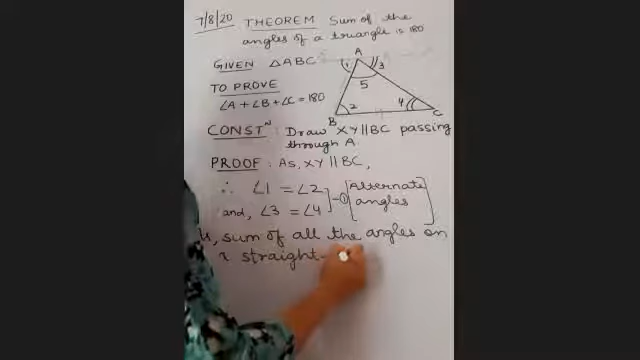 7/8/20 THEOREM Sum of the
angles of a triangle is 180
GIVEN △ABC
TO PROVE
∠A + ∠B + ∠C = 180
A
1 3
5
2 4
B C
CONSTᴺ: Draw XY || BC passing
through A.
PROOF: As, XY || BC,
∴ ∠1 = ∠2
and, ∠3 = ∠4 ] -① [Alternate angles]
sum of all the angles on
straight